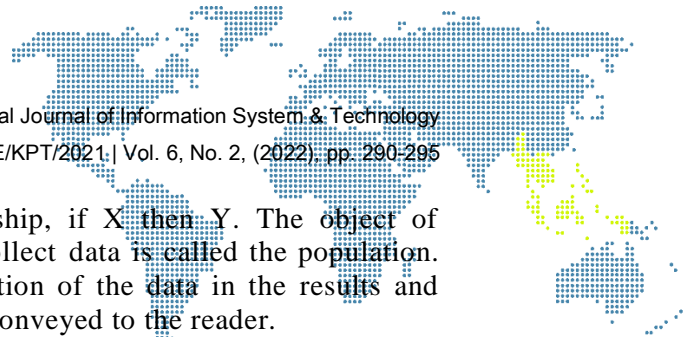 al Journal of Information System & Technology
E/KPT/2021 | Vol. 6, No. 2, (2022), pp. 290-295
ship, if X then Y. The object of
ollect data is called the population.
tion of the data in the results and
onveyed to the reader.